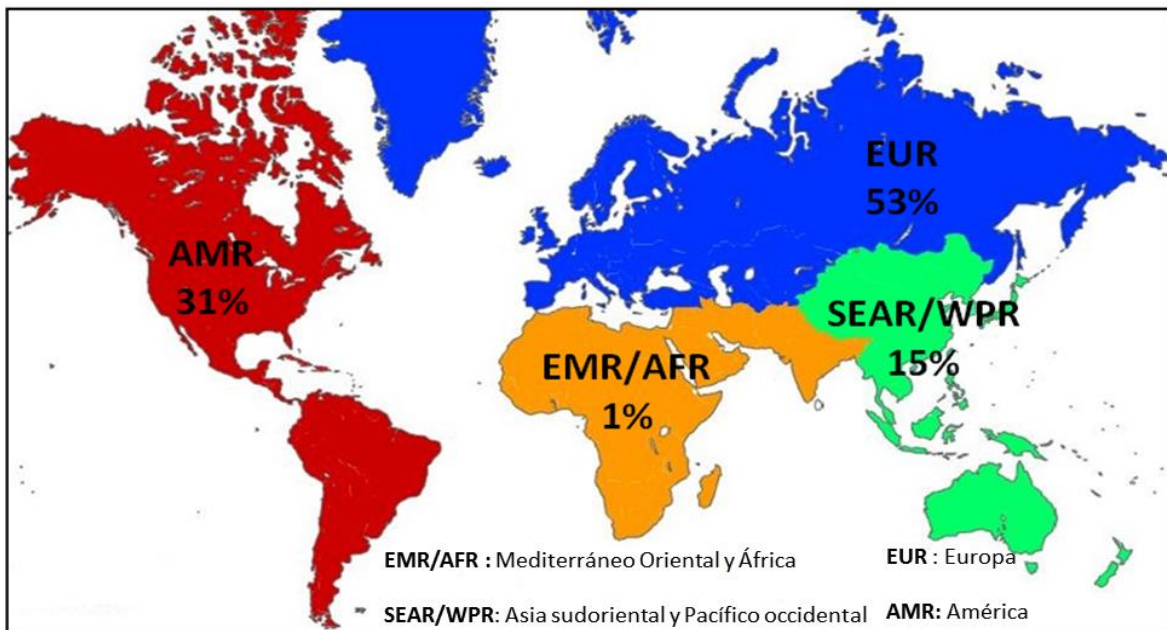 EUR
53%
AMR
31%
SEAR/WPR
15%
EMR/AFR
1%
EMR/AFR : Mediterráneo Oriental y África
EUR : Europa
SEAR/WPR: Asia sudoriental y Pacífico occidental
AMR: América